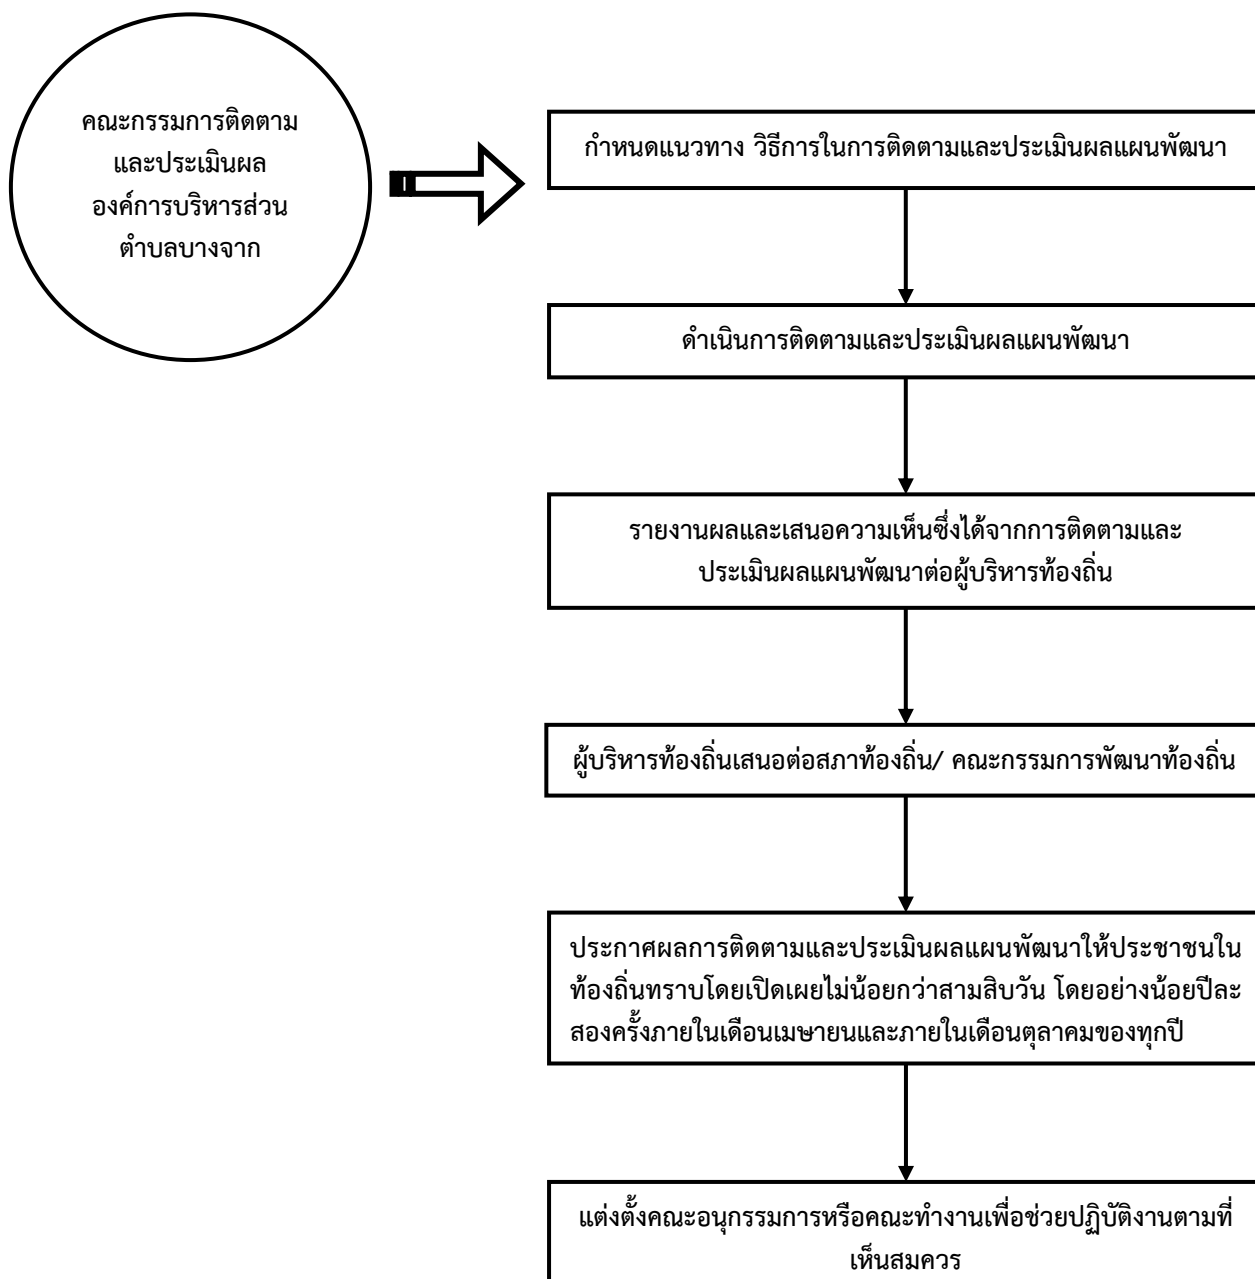 คณะกรรมการติดตาม
และประเมินผล
องค์การบริหารส่วน
ตำบลบางจาก
กำหนดแนวทาง วิธีการในการติดตามและประเมินผลแผนพัฒนา
ดำเนินการติดตามและประเมินผลแผนพัฒนา
รายงานผลและเสนอความเห็นซึ่งได้จากการติดตามและ
ประเมินผลแผนพัฒนาต่อผู้บริหารท้องถิ่น
ผู้บริหารท้องถิ่นเสนอต่อสภาท้องถิ่น/ คณะกรรมการพัฒนาท้องถิ่น
ประกาศผลการติดตามและประเมินผลแผนพัฒนาให้ประชาชนใน
ท้องถิ่นทราบโดยเปิดเผยไม่น้อยกว่าสามสิบวัน โดยอย่างน้อยปีละ
สองครั้งภายในเดือนเมษายนและภายในเดือนตุลาคมของทุกปี
แต่งตั้งคณะอนุกรรมการหรือคณะทำงานเพื่อช่วยปฏิบัติงานตามที่
เห็นสมควร